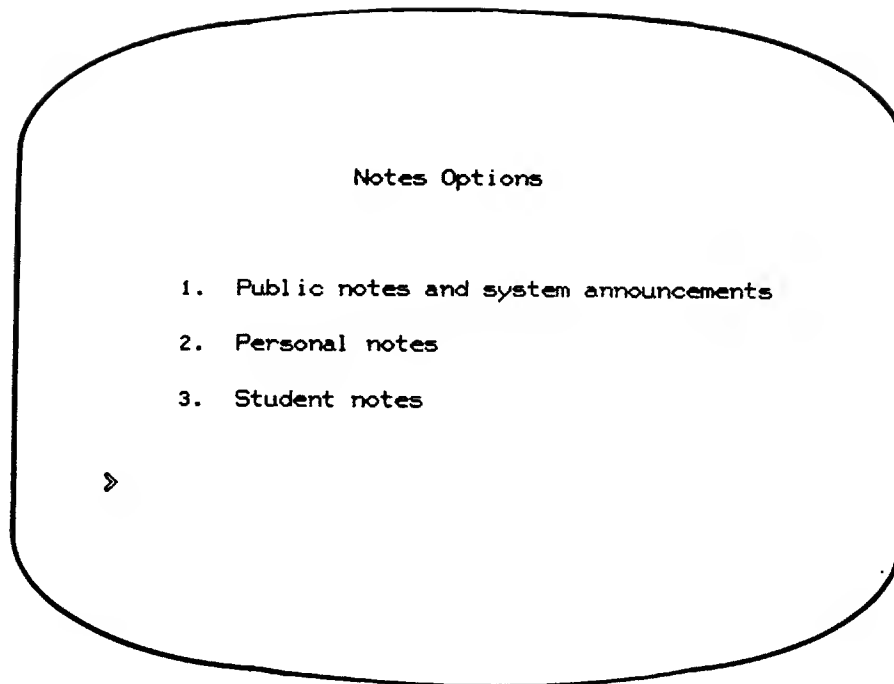 Notes Options
1. Public notes and system announcements
2. Personal notes
3. Student notes
»